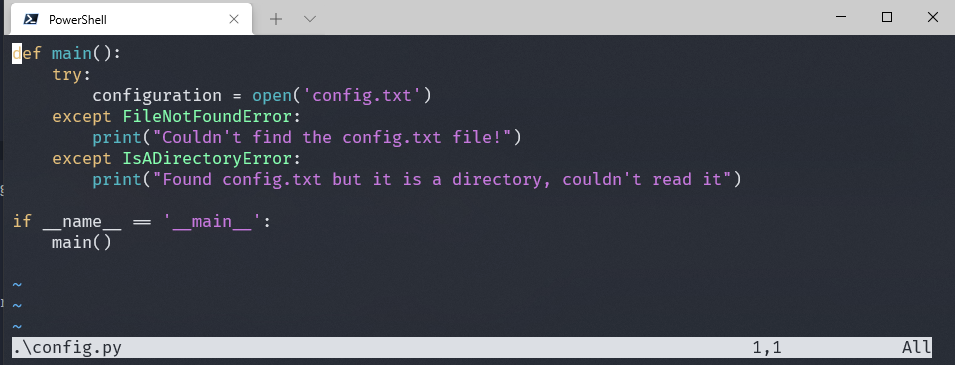 PowerShell
def main():
    try:
        configuration = open('config.txt')
    except FileNotFoundError:
        print("Couldn't find the config.txt file!")
    except IsADirectoryError:
        print("Found config.txt but it is a directory, couldn't read it")

if __name__ == '__main__':
    main()

~
~
~
.\config.py 1,1 All